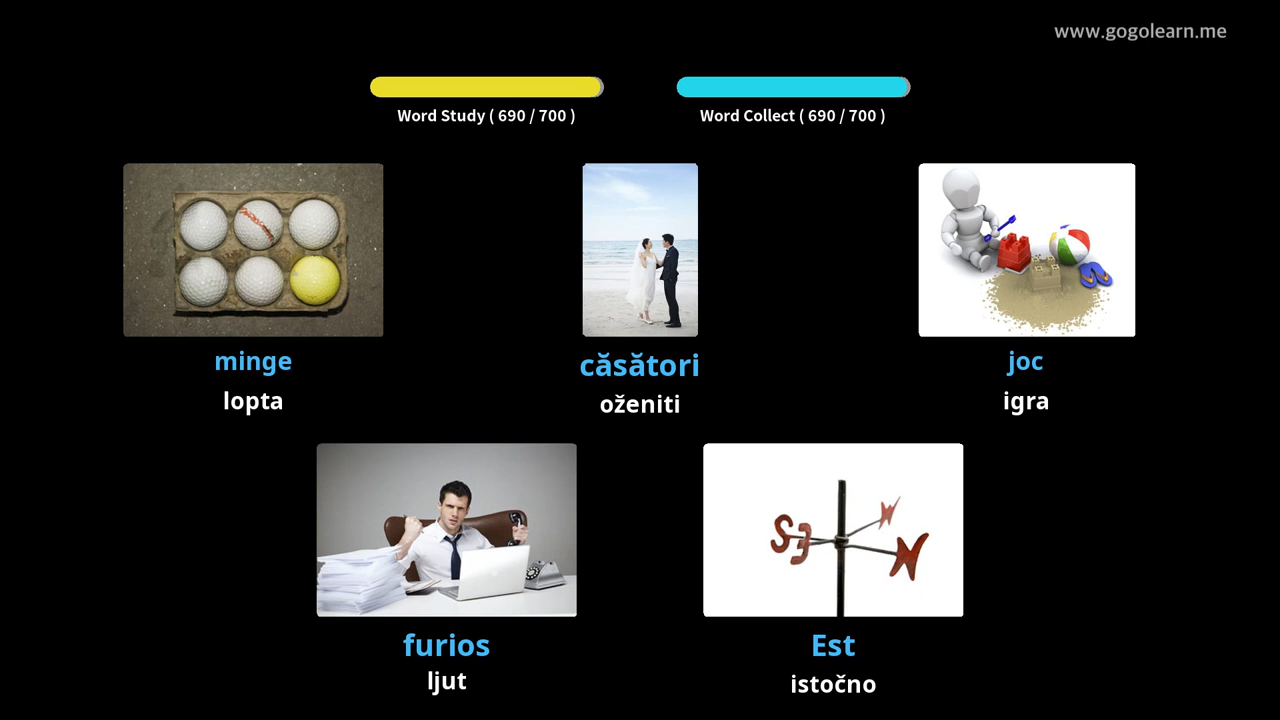 www.gogolearn.me
Word Study ( 690 / 700 )
Word Collect ( 690 / 700 )
minge
lopta
căsători
oženiti
joc
igra
furios
ljut
S
E
N
W
Est
istočno